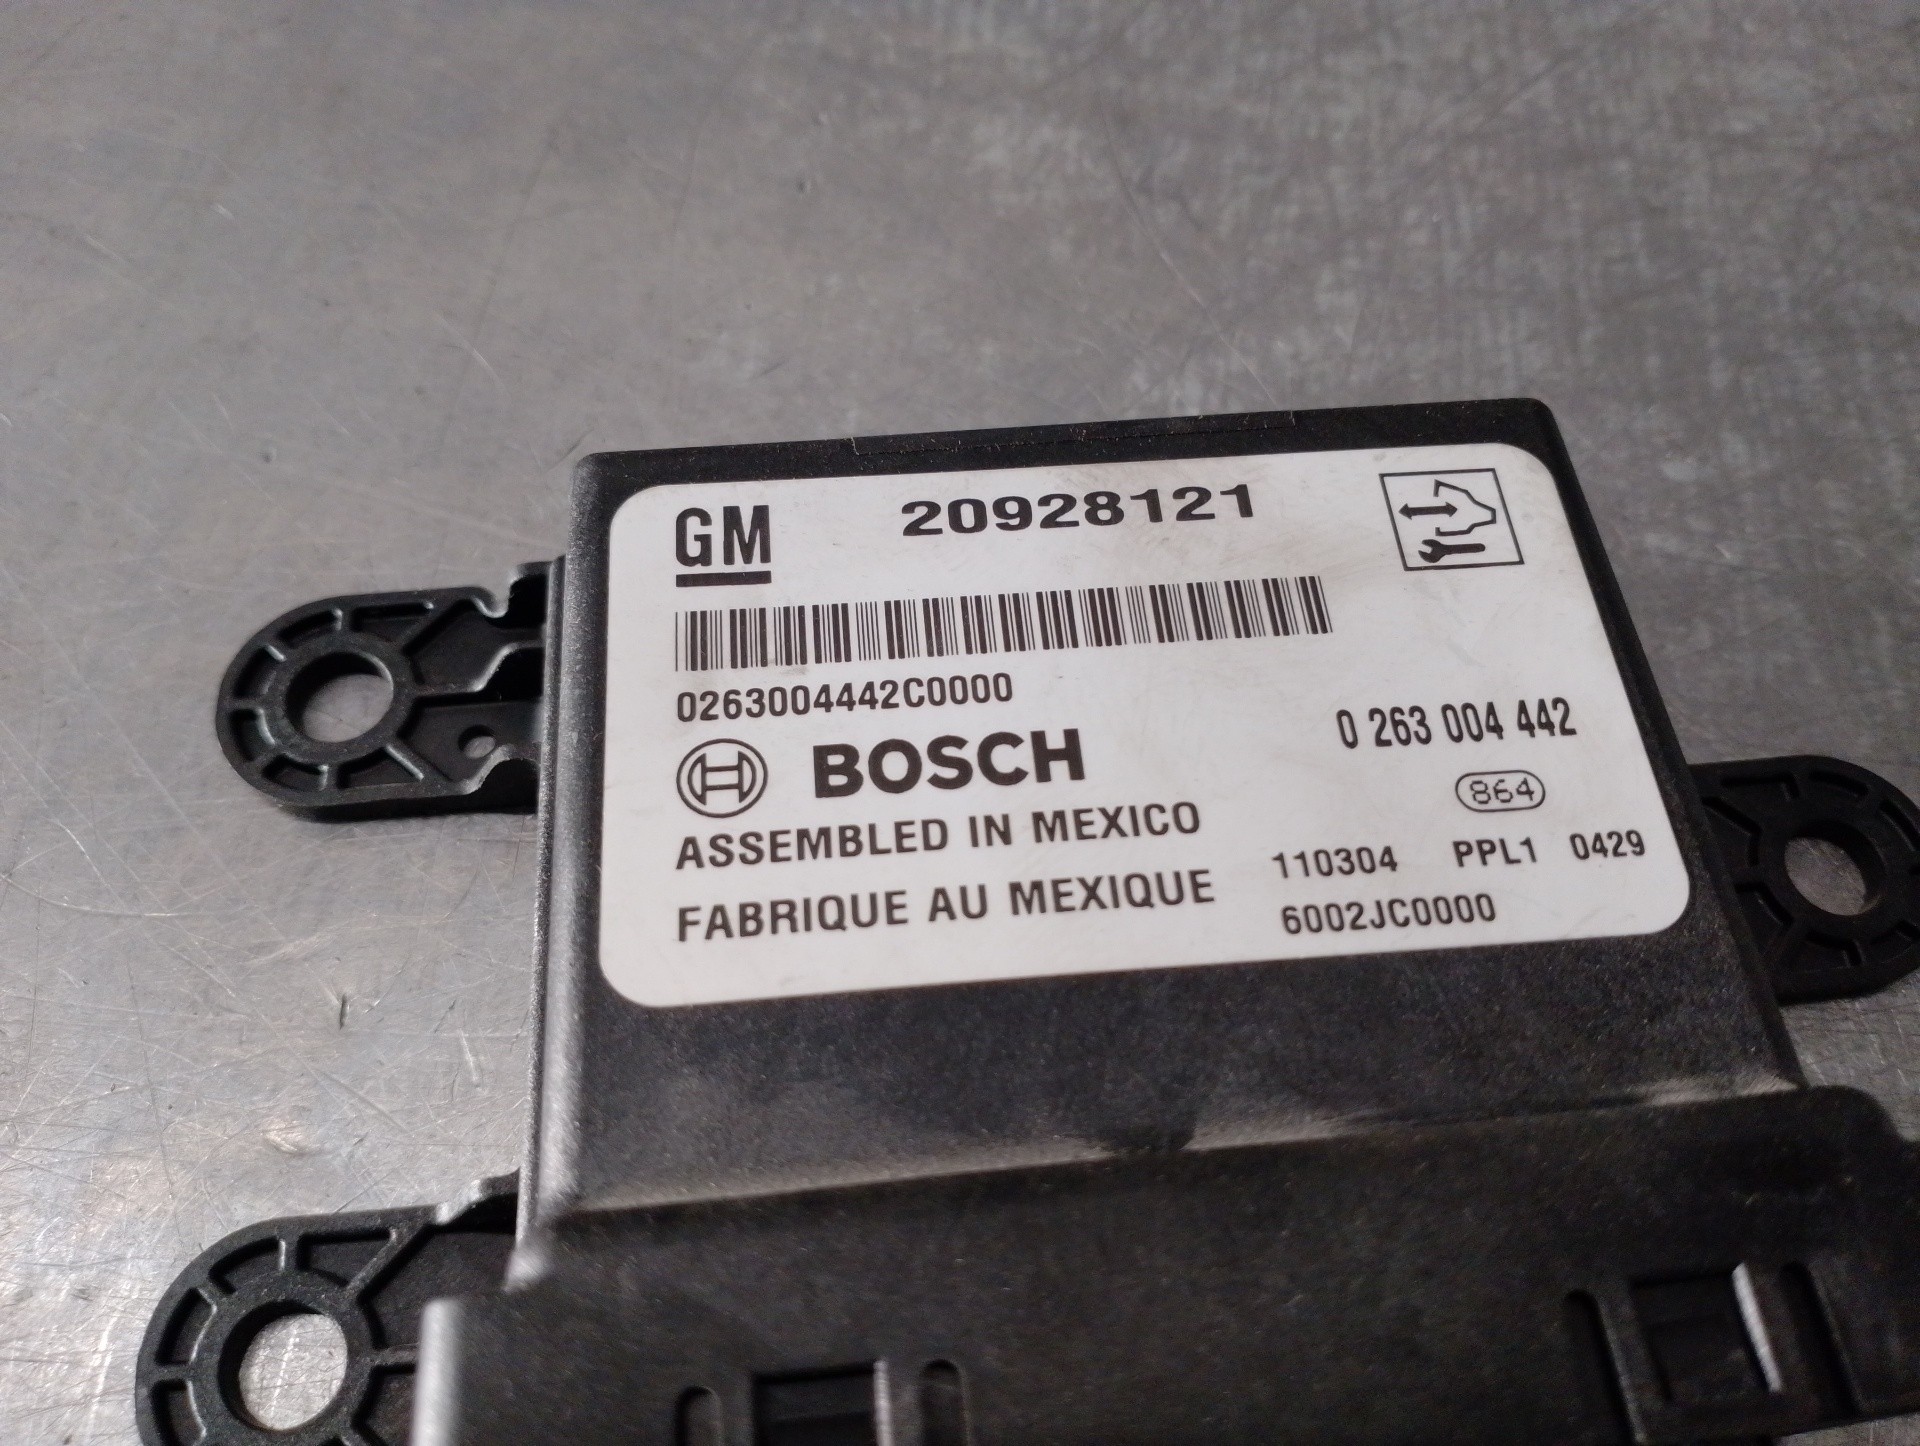 GM 20928121
0263004442C0000
0 263 004 442
BOSCH
864
ASSEMBLED IN MEXICO
110304 PPL1 0429
FABRIQUE AU MEXIQUE
6002JC0000